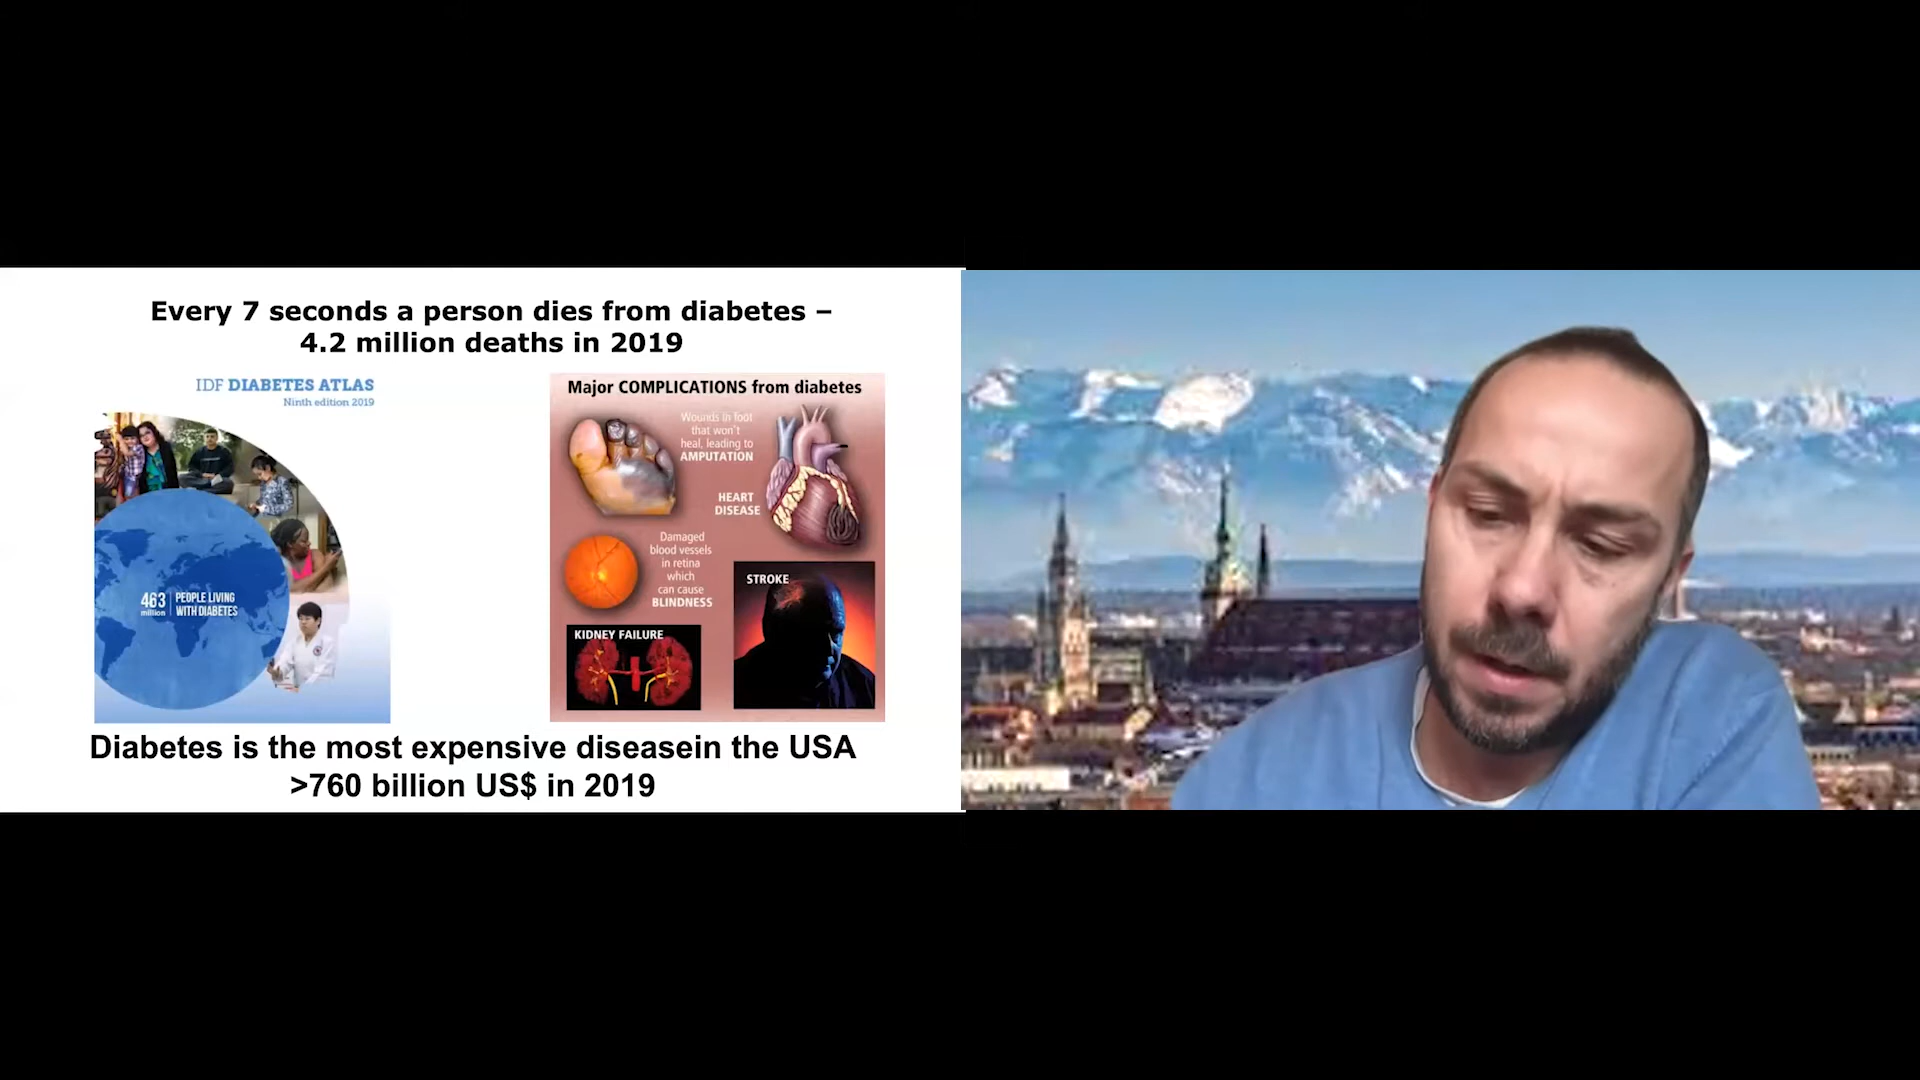 Every 7 seconds a person dies from diabetes –
4.2 million deaths in 2019
IDF DIABETES ATLAS
Ninth edition 2019
463
million
PEOPLE LIVING
WITH DIABETES
Major COMPLICATIONS from diabetes
Wounds in foot
that won't
heal, leading to
AMPUTATION
HEART
DISEASE
Damaged
blood vessels
in retina
which
can cause
BLINDNESS
STROKE
KIDNEY FAILURE
Diabetes is the most expensive diseasein the USA
>760 billion US$ in 2019